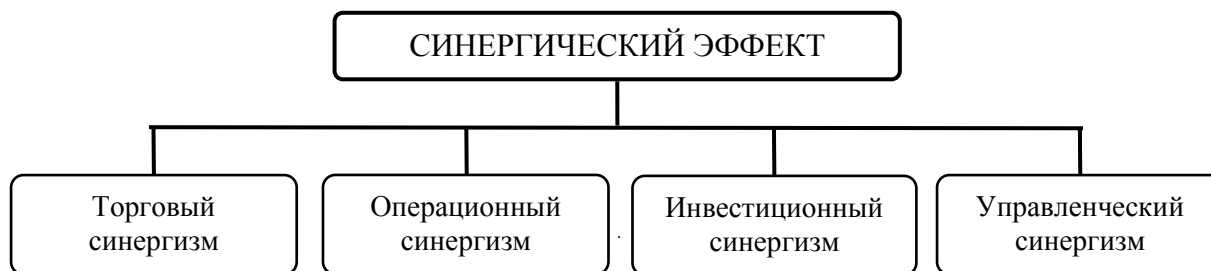 СИНЕРГИЧЕСКИЙ ЭФФЕКТ
Торговый
синергизм
Операционный
синергизм
Инвестиционный
синергизм
Управленческий
синергизм